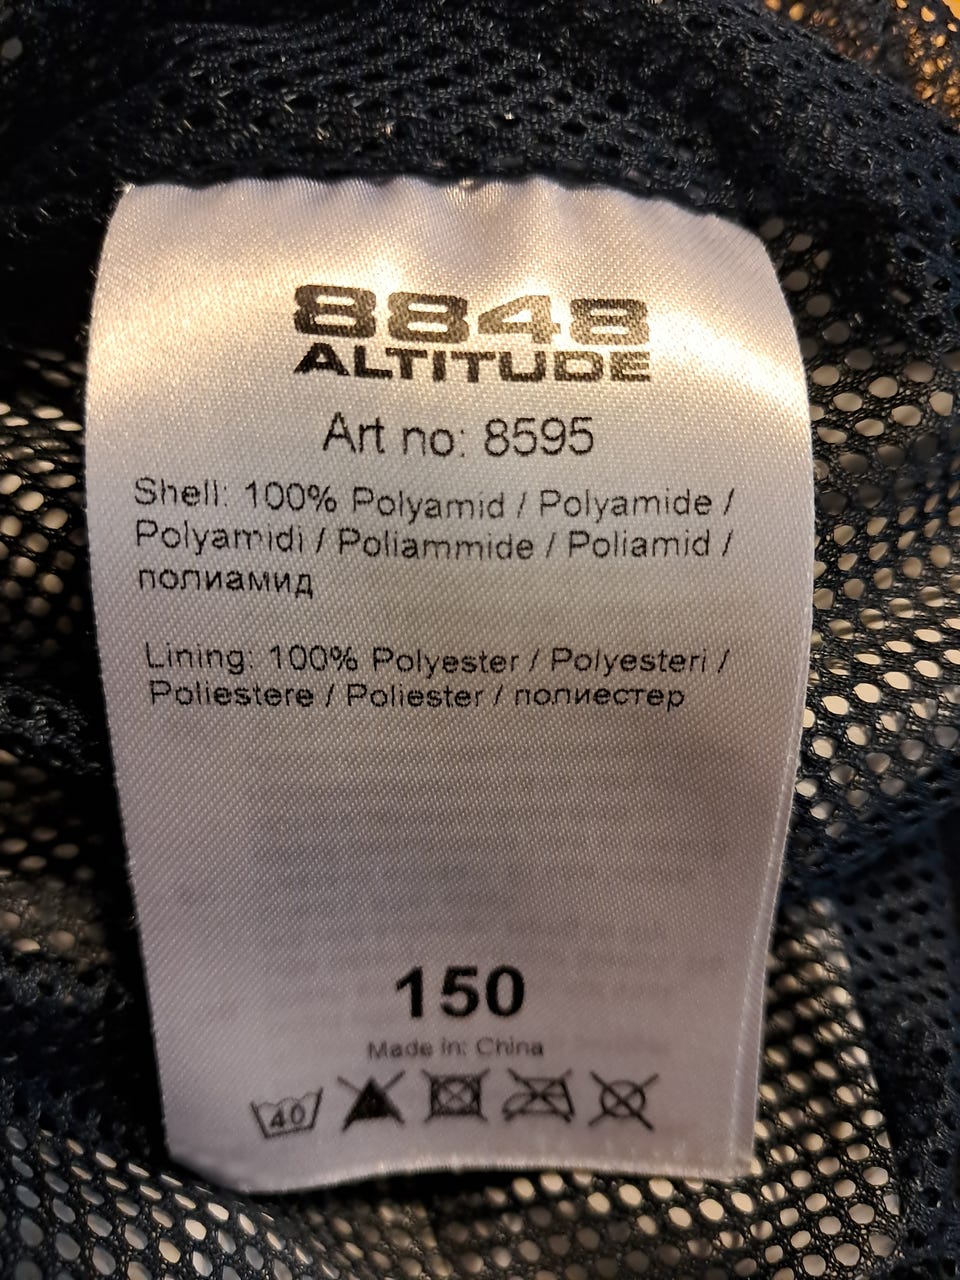 8848
ALTITUDE
Art no: 8595
Shell: 100% Polyamid / Polyamide /
Polyamidi / Poliammide / Poliamid /
полиамид
Lining: 100% Polyester / Polyesteri /
Poliestere / Poliester / полиестер
150
Made in: China
40